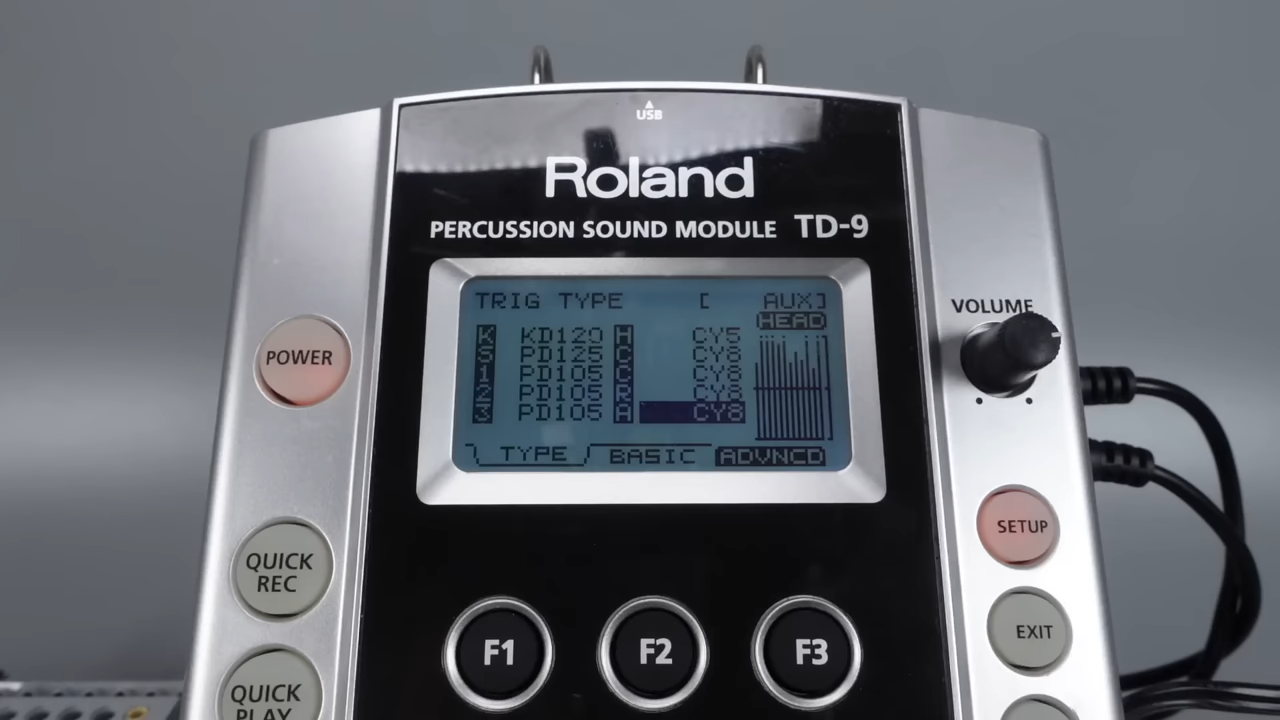 USB
Roland
PERCUSSION SOUND MODULE TD-9
TRIG TYPE [ AUX]
HEAD
K KD120 H CY5
S PD125 C CY8
1 PD105 C CY8
2 PD105 R CY8
3 PD105 A CY8
TYPE BASIC ADVNCD
VOLUME
POWER
SETUP
QUICK
REC
EXIT
F1 F2 F3
QUICK
PLAY